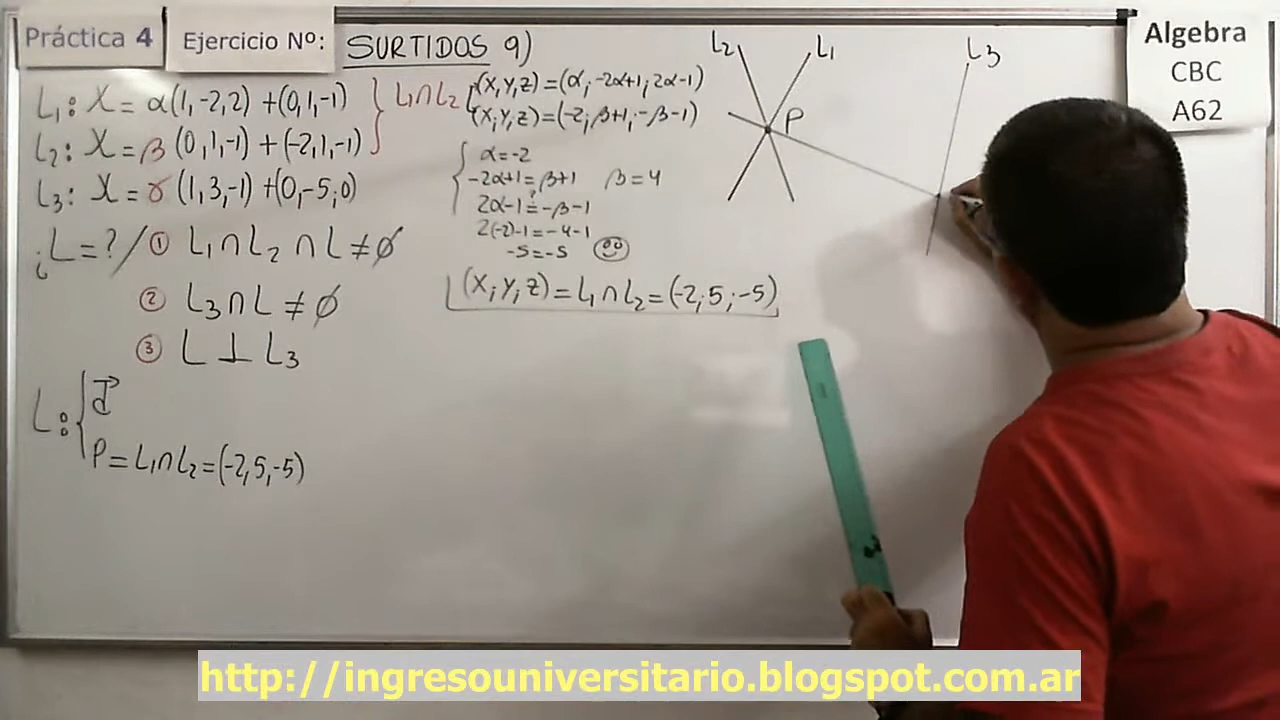 Práctica 4
Ejercicio Nº:
SURTIDOS 9)
Algebra
CBC
A62
L₁: X = α(1,-2,2) + (0,1,-1)
L₂: X = β(0,1,-1) + (-2,1,-1)
L₃: X = γ(1,3,-1) + (0,-5,0)
L₁∩L₂
(X,Y,Z)=(α,-2α+1,2α-1)
(X,Y,Z)=(-2,β+1,-β-1)
α=-2
-2α+1=β+1 β=4
2α-1=?-β-1
2(-2)-1=-4-1
-5=-5
(X,Y,Z)=L₁∩L₂=(-2,5,-5)
¿L=?/① L₁∩L₂∩L≠∅
② L₃∩L≠∅
③ L⊥L₃
L: { d⃗
P=L₁∩L₂=(-2,5,-5)
L₂
L₁
L₃
P
http://ingresouniversitario.blogspot.com.ar